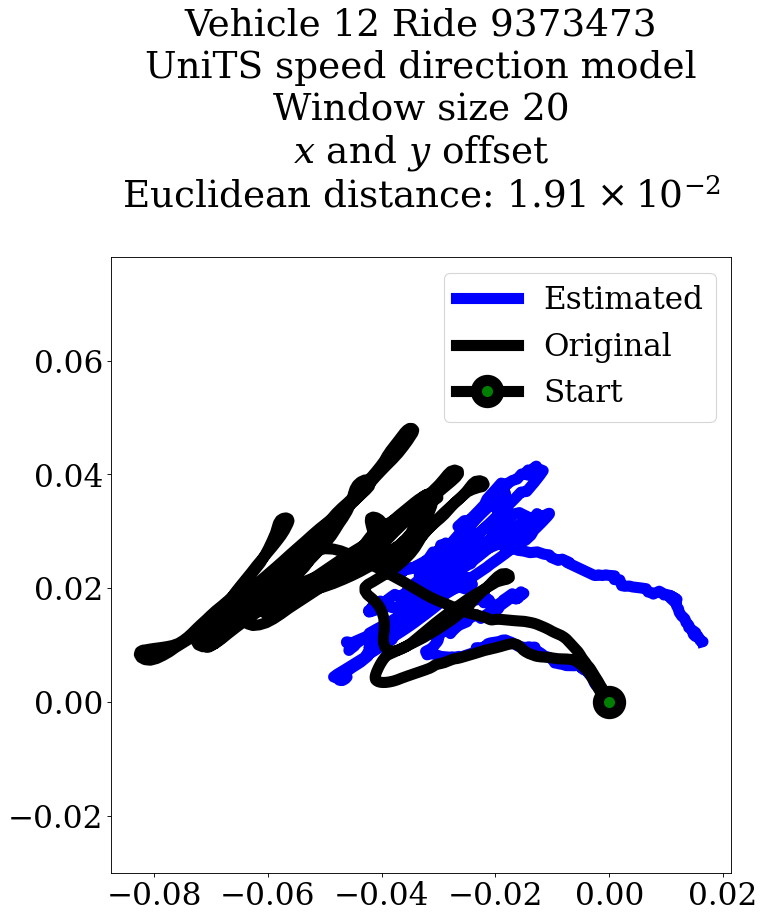 Vehicle 12 Ride 9373473
UniTS speed direction model
Window size 20
x and y offset
Euclidean distance: 1.91 × 10⁻²
Estimated
Original
Start
0.06
0.04
0.02
0.00
−0.02
−0.08 −0.06 −0.04 −0.02 0.00 0.02